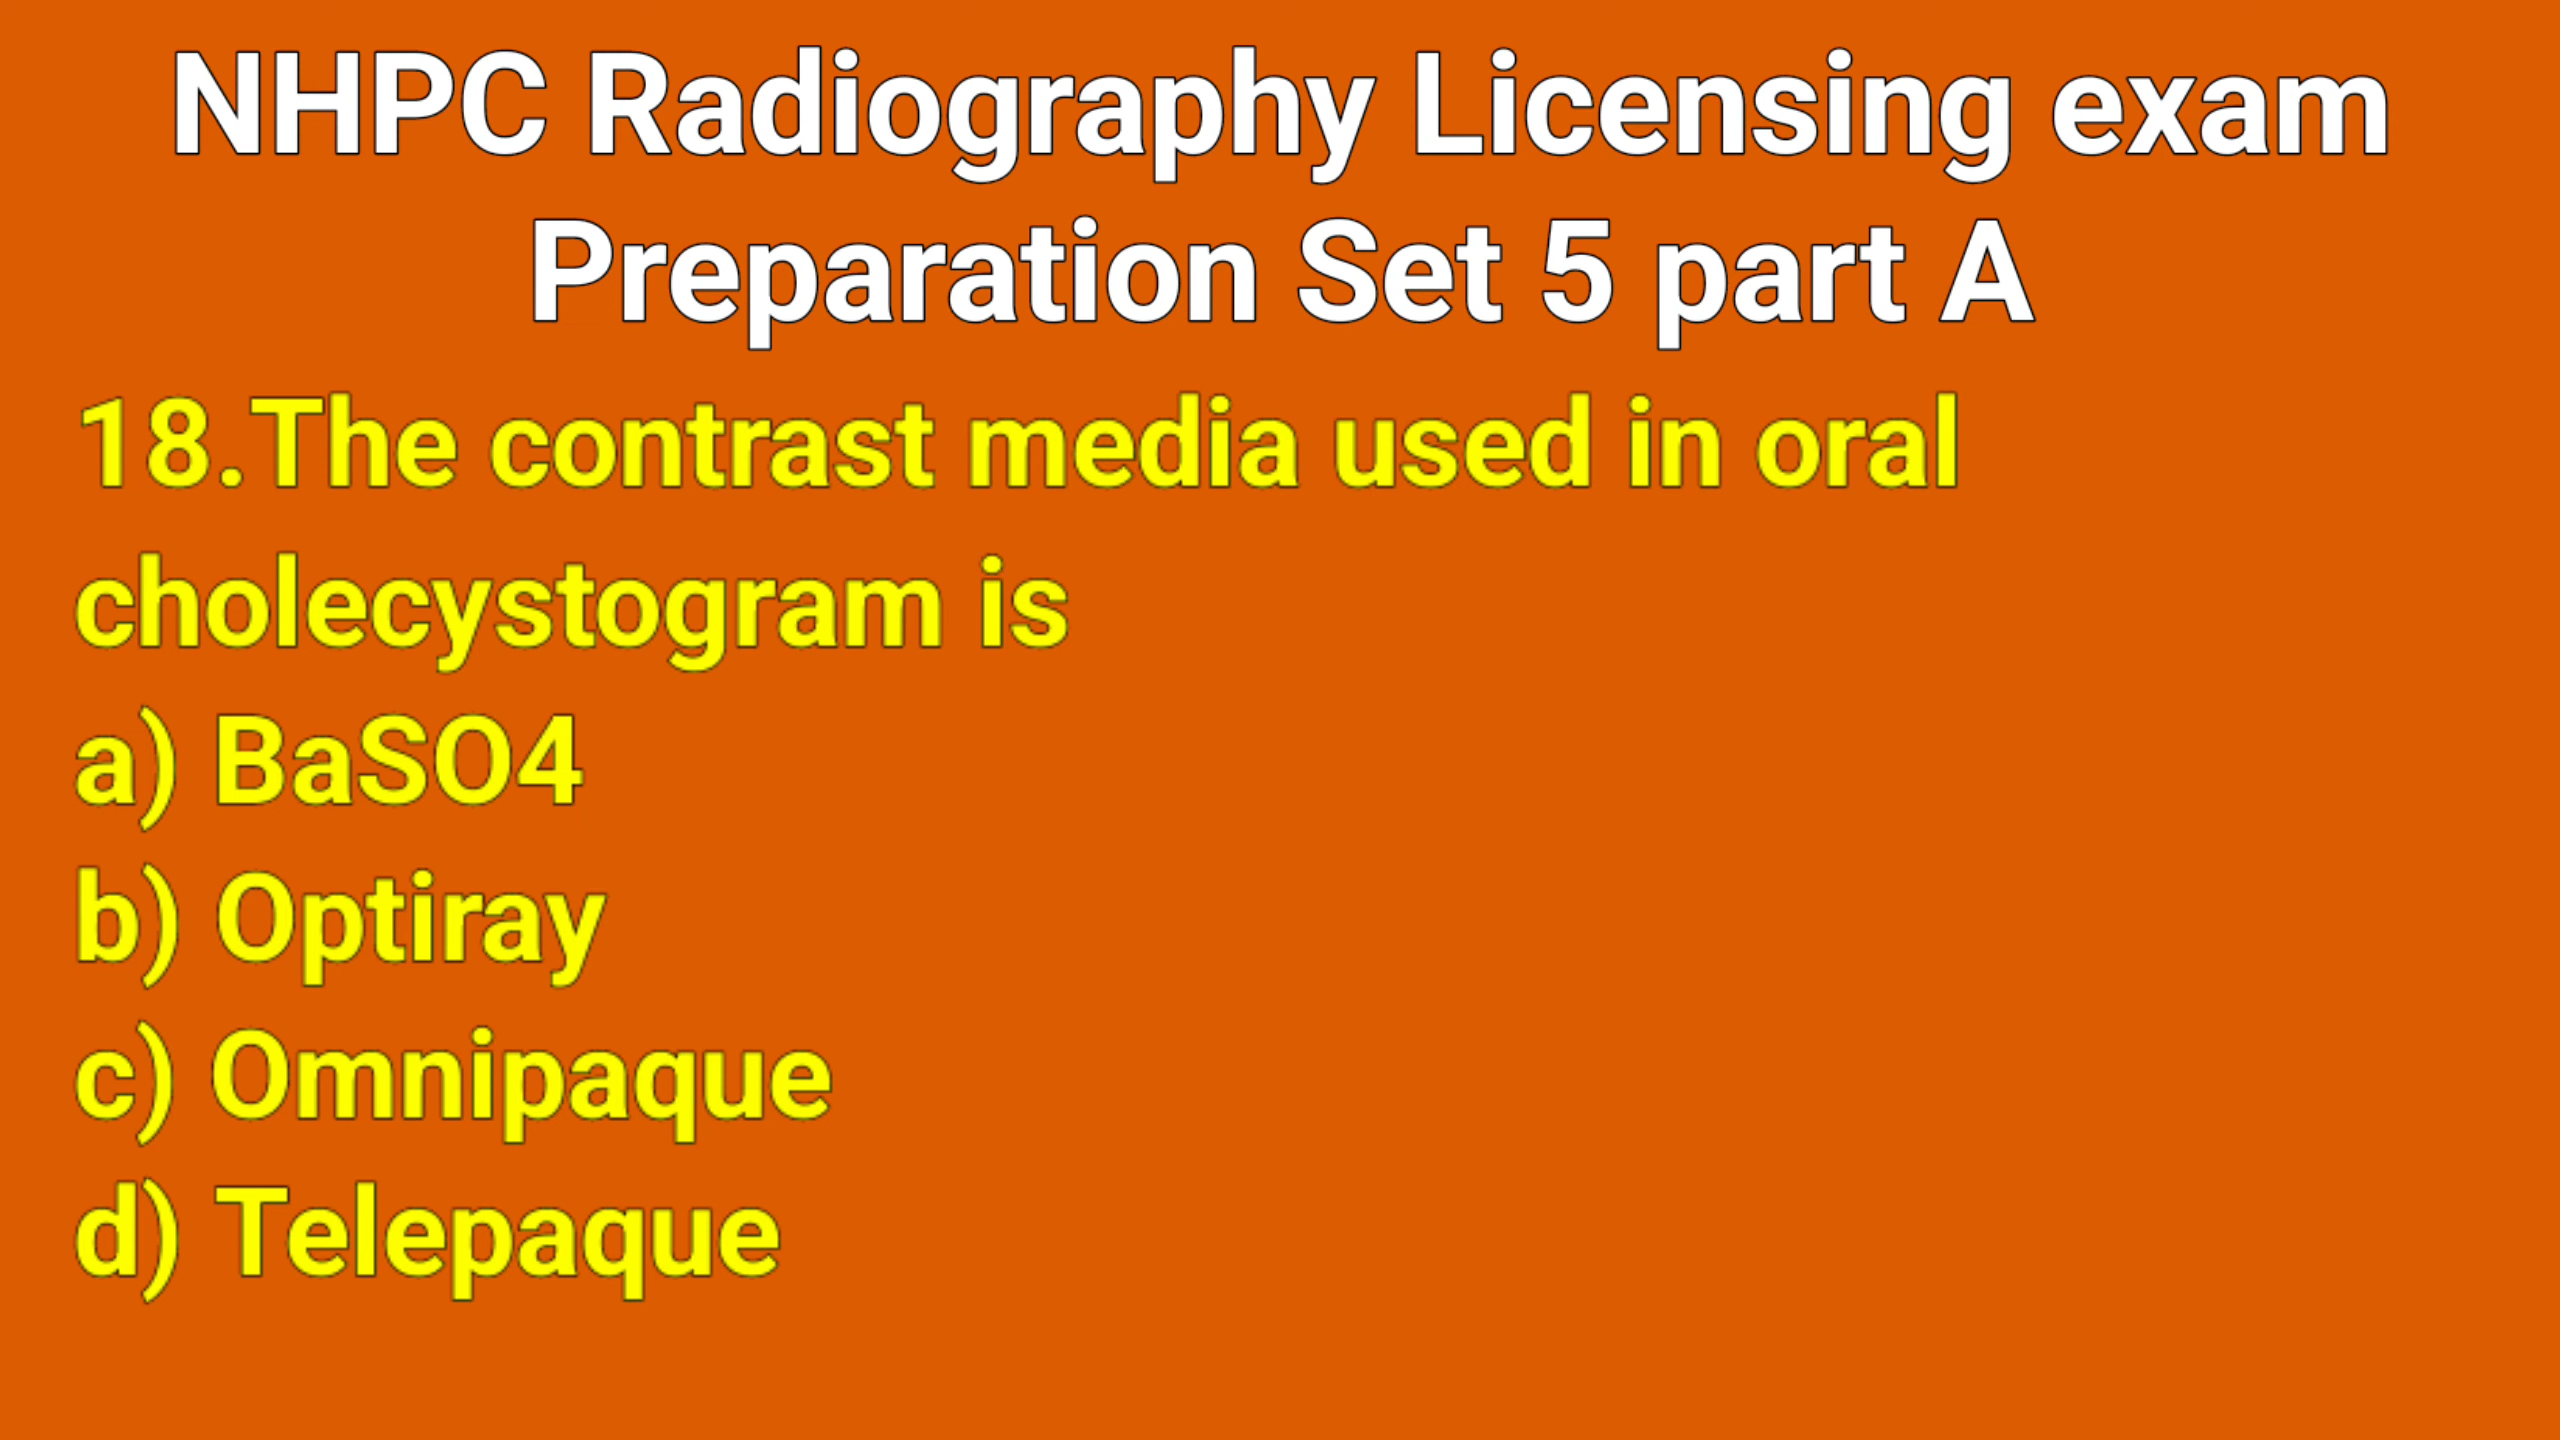 NHPC Radiography Licensing exam
Preparation Set 5 part A
18.The contrast media used in oral
cholecystogram is
a) BaSO4
b) Optiray
c) Omnipaque
d) Telepaque